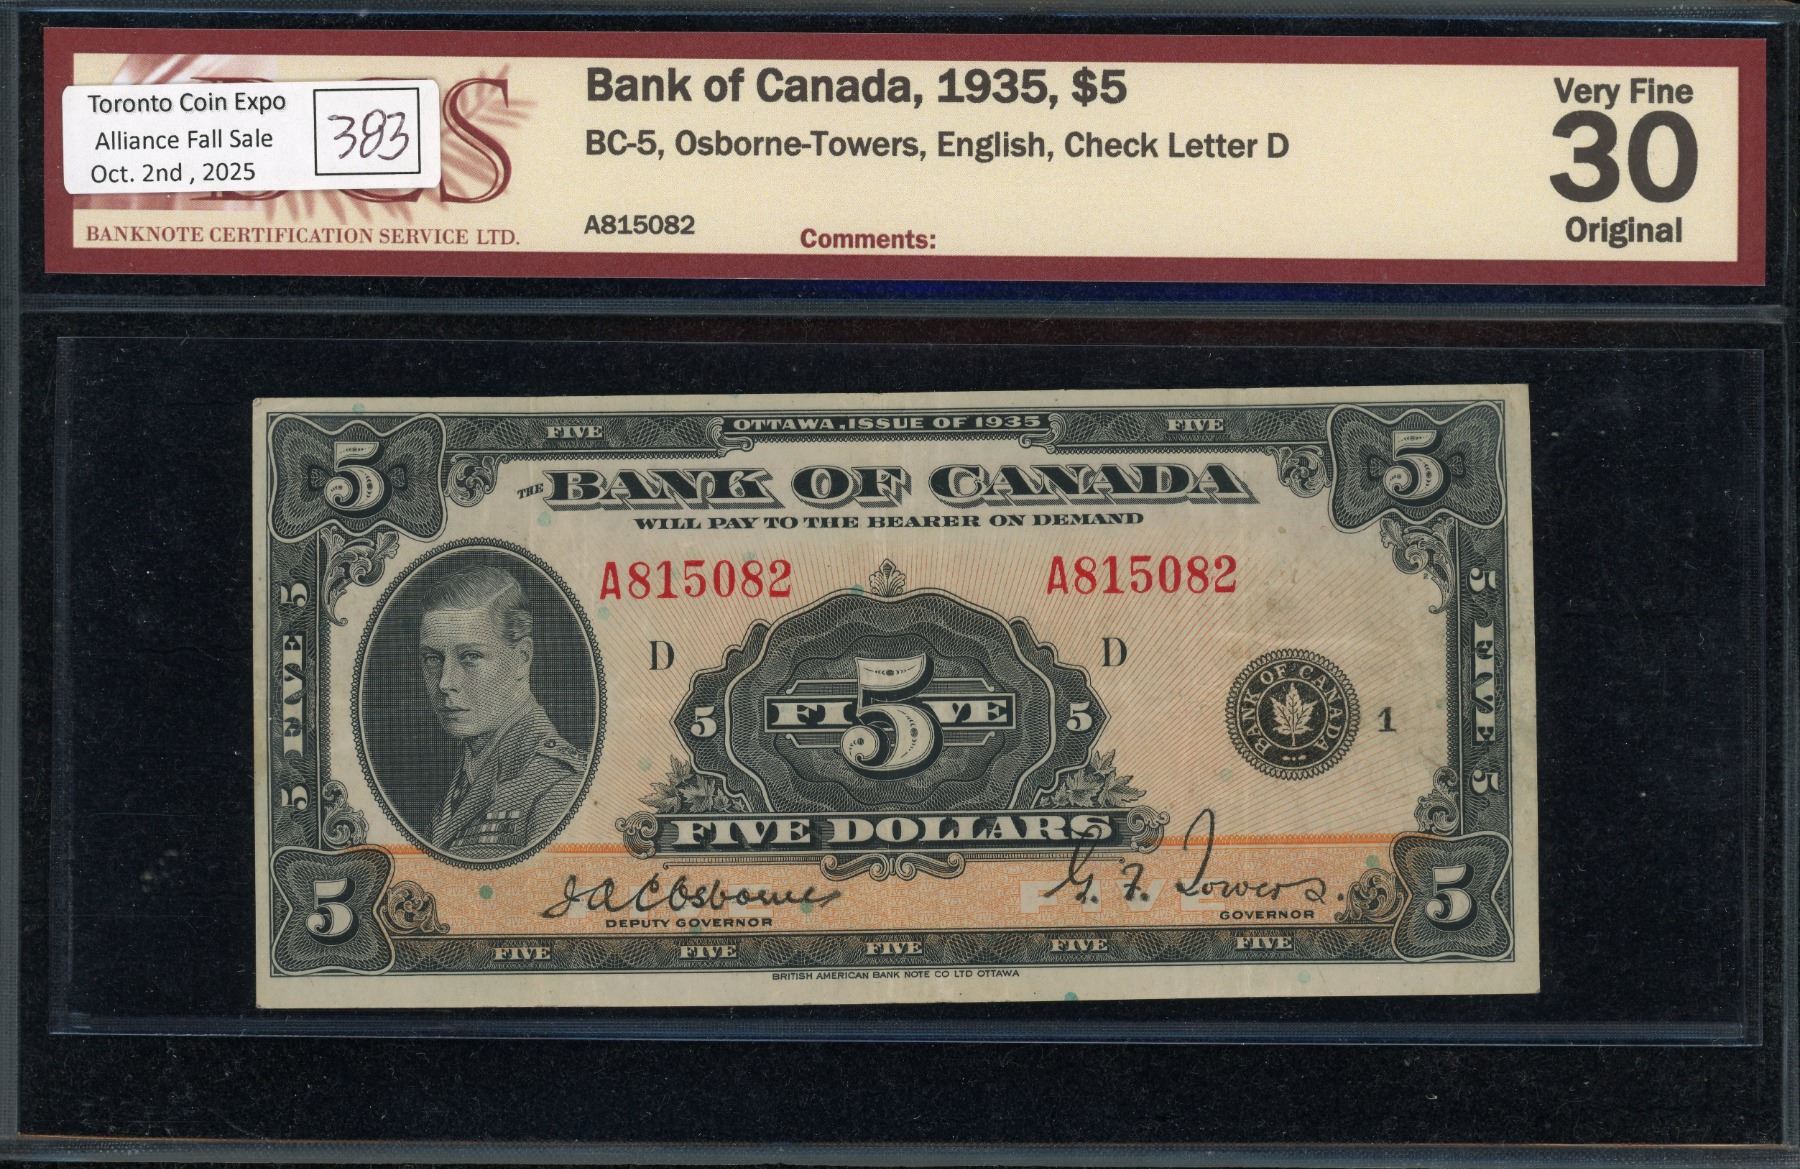 Toronto Coin Expo
Alliance Fall Sale
Oct. 2nd , 2025
383
BCS
BANKNOTE CERTIFICATION SERVICE LTD.
Bank of Canada, 1935, $5
BC-5, Osborne-Towers, English, Check Letter D
A815082
Comments:
Very Fine
30
Original
5 FIVE OTTAWA, ISSUE OF 1935 FIVE 5
THE BANK OF CANADA
WILL PAY TO THE BEARER ON DEMAND
A815082 A815082
D D
5 FIVE 5
5 FIVE 5
5 FIVE 5
5
BANK OF CANADA
1
FIVE DOLLARS
FIVE
J A C Osborne
DEPUTY GOVERNOR
G. F. Towers.
GOVERNOR
5 FIVE FIVE FIVE FIVE FIVE 5
BRITISH AMERICAN BANK NOTE CO LTD OTTAWA